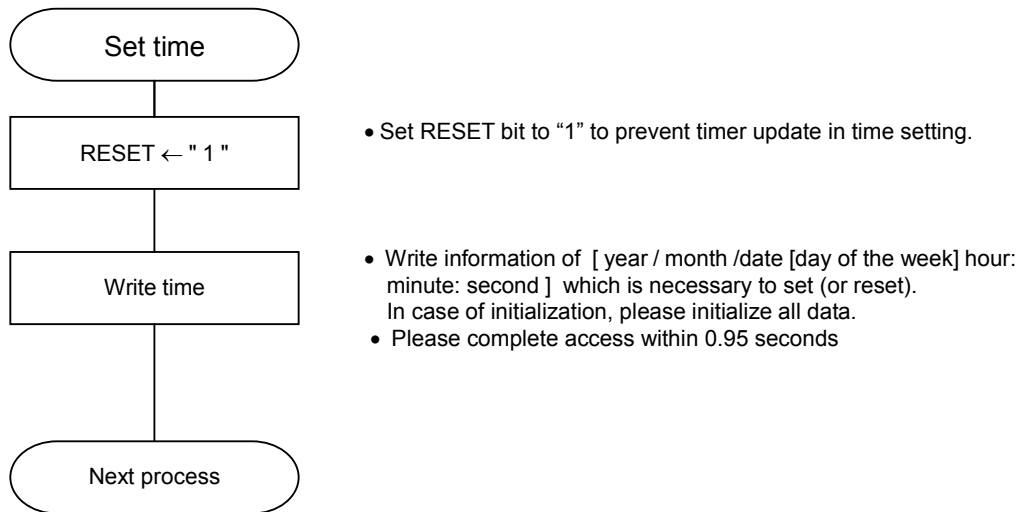 Set time
RESET ← " 1 "
• Set RESET bit to “1” to prevent timer update in time setting.
Write time
• Write information of [ year / month /date [day of the week] hour:
minute: second ] which is necessary to set (or reset).
In case of initialization, please initialize all data.
• Please complete access within 0.95 seconds
Next process